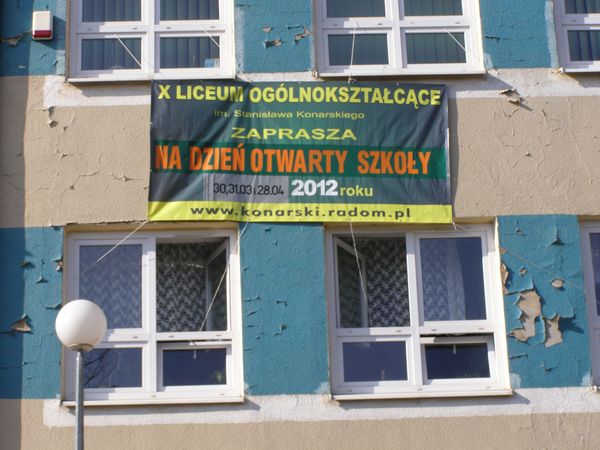 X LICEUM OGÓLNOKSZTAŁCĄCE
im. Stanisława Konarskiego
ZAPRASZA
NA DZIEŃ OTWARTY SZKOŁY
30,31.03 i 28.04 2012 roku
www.konarski.radom.pl